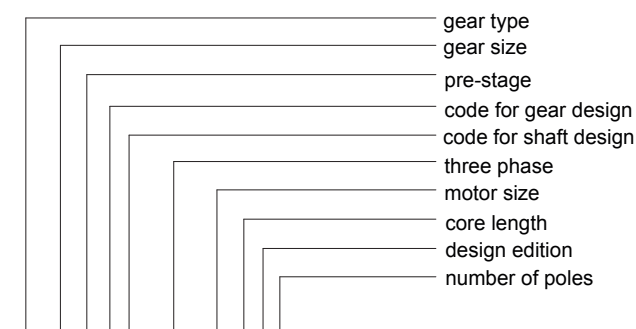 gear type
gear size
pre-stage
code for gear design
code for shaft design
three phase
motor size
core length
design edition
number of poles